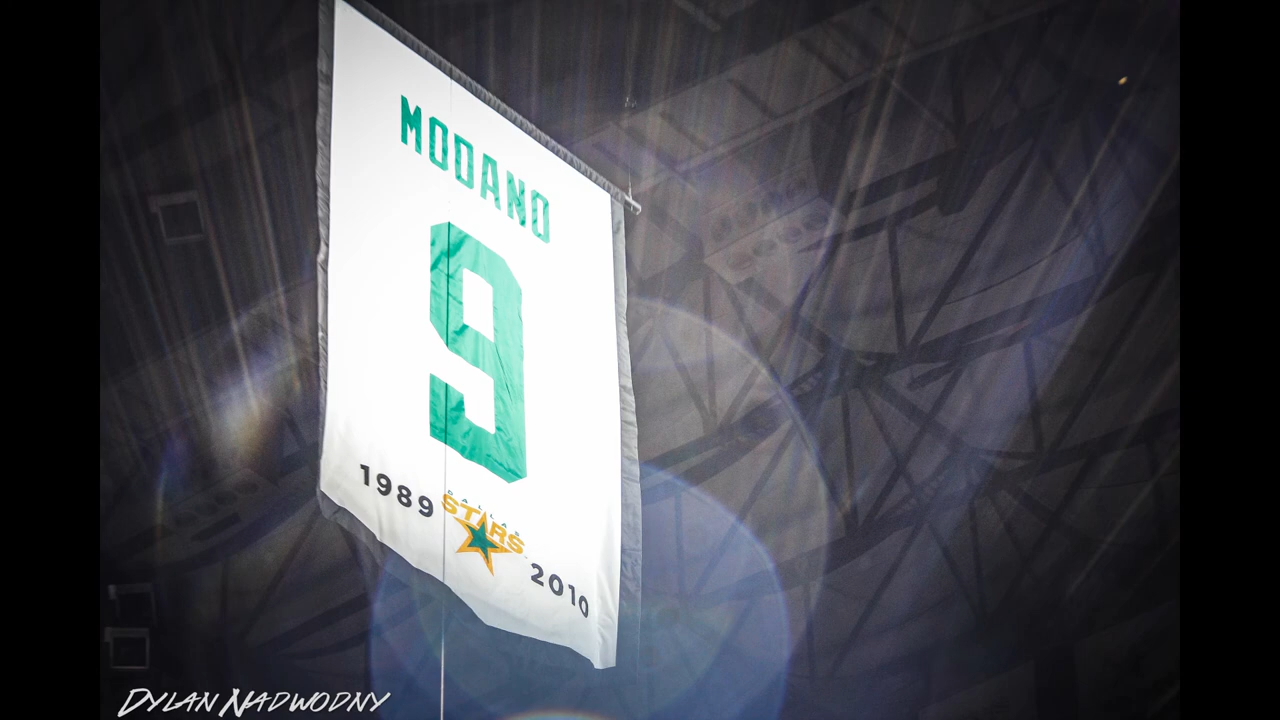 MODANO
9
1989
DALLAS
STARS
2010
DYLAN NADWODNY